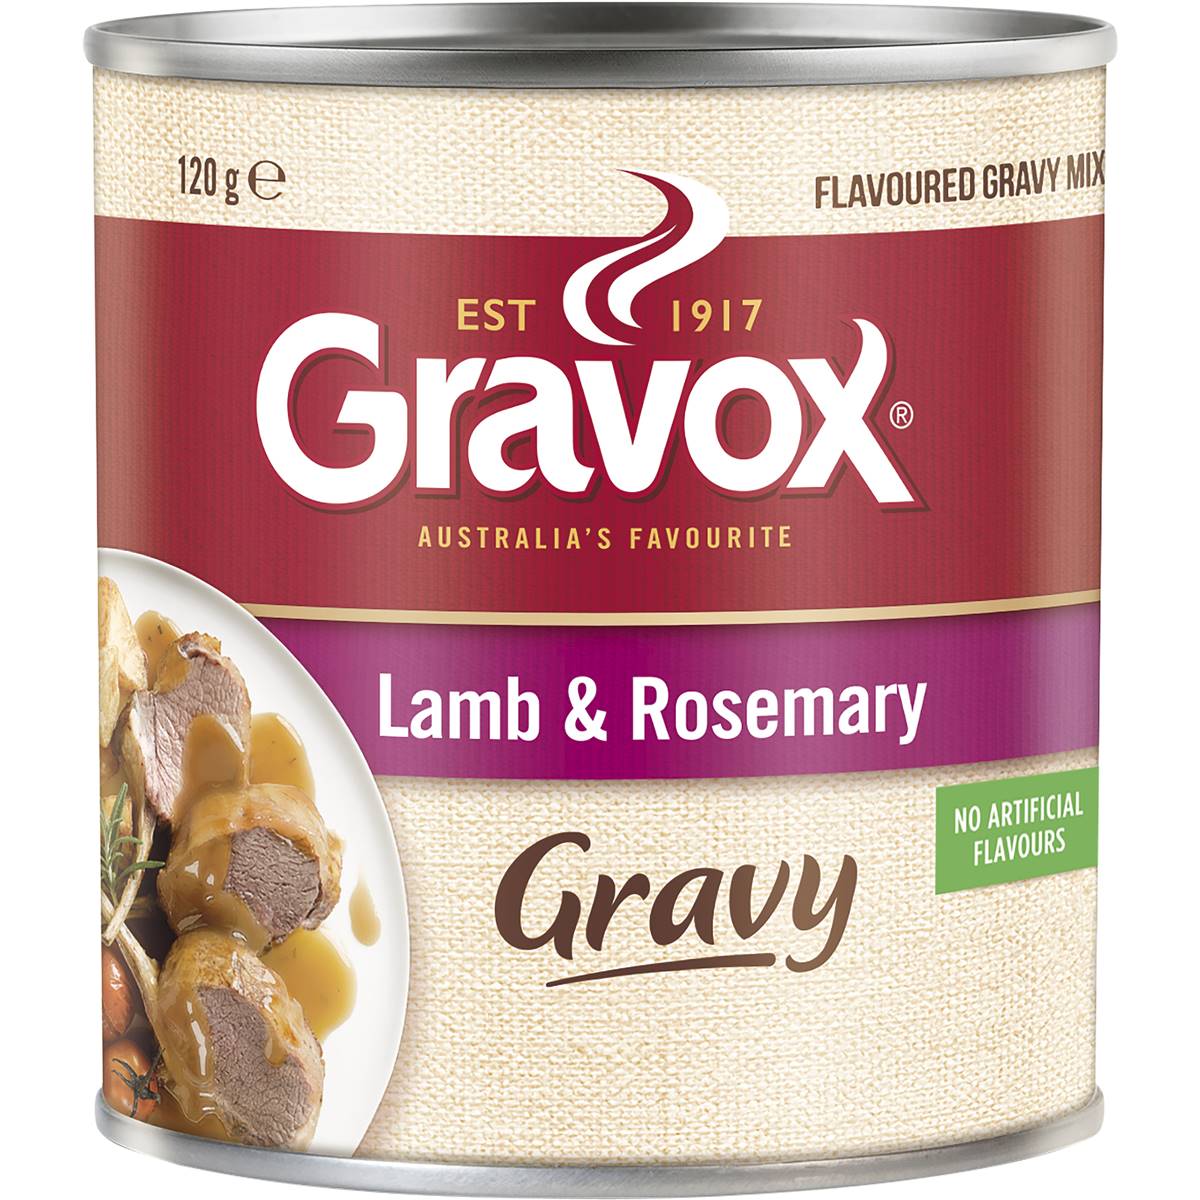 120 g ℮
FLAVOURED GRAVY MIX
EST 1917
Gravox®
AUSTRALIA'S FAVOURITE
Lamb & Rosemary
NO ARTIFICIAL
FLAVOURS
Gravy